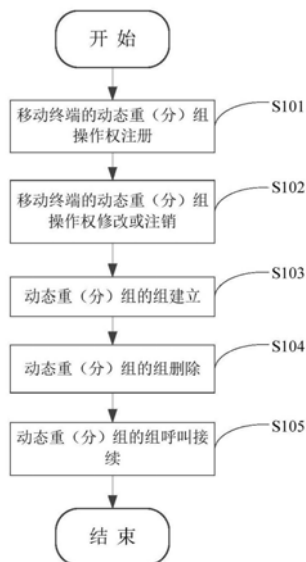 开 始
移动终端的动态重（分）组
操作权注册
S101
移动终端的动态重（分）组
操作权修改或注销
S102
动态重（分）组的组建立
S103
动态重（分）组的组删除
S104
动态重（分）组的组呼叫接
续
S105
结 束